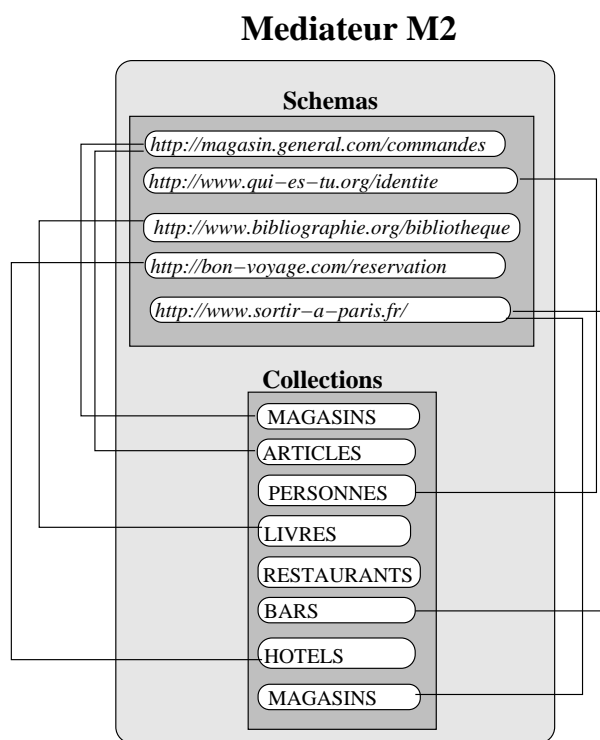 Mediateur M2
Schemas
http://magasin.general.com/commandes
http://www.qui−es−tu.org/identite
http://www.bibliographie.org/bibliotheque
http://bon−voyage.com/reservation
http://www.sortir−a−paris.fr/
Collections
MAGASINS
ARTICLES
PERSONNES
LIVRES
RESTAURANTS
BARS
HOTELS
MAGASINS